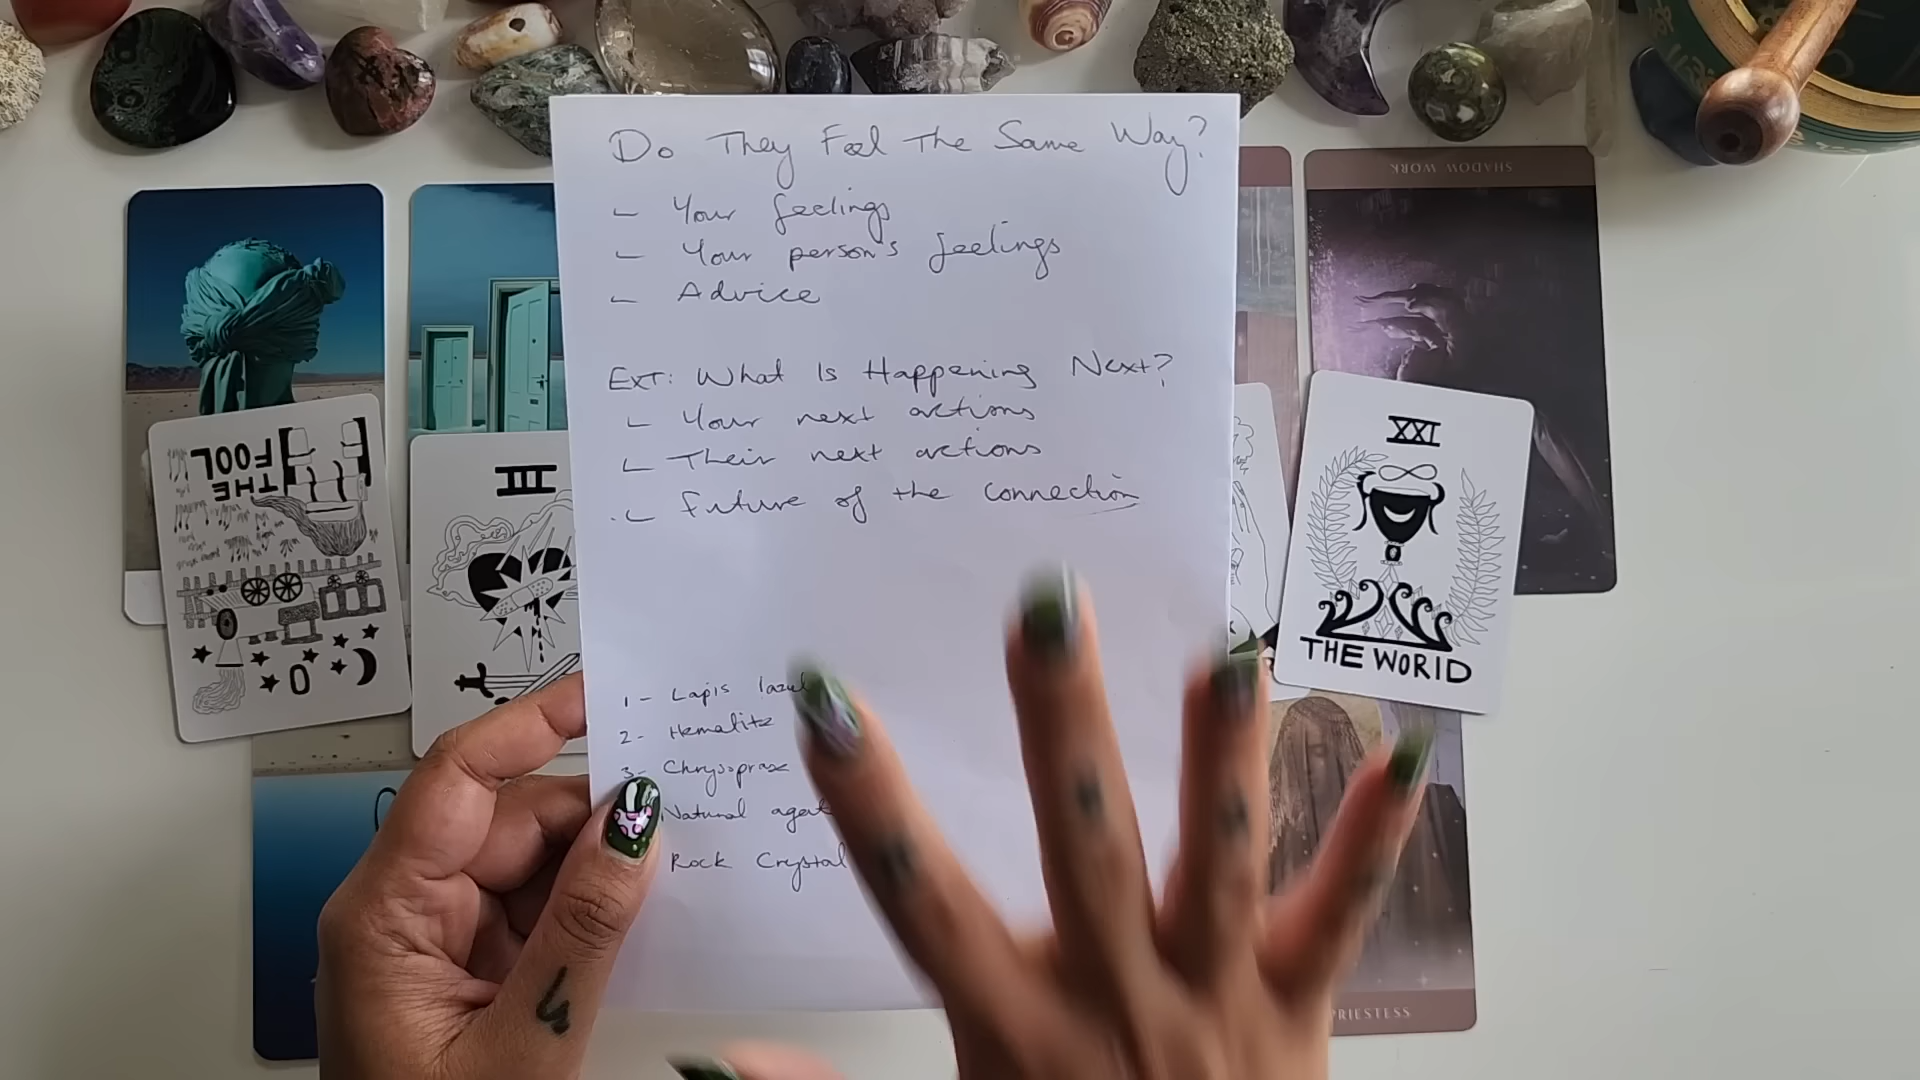 Do They Feel The Same Way?
Your feelings
Your person's feelings
Advice
EXT: What Is Happening Next?
Your next actions
Their next actions
Future of the connection
1 - Lapis lazul
2 - Hematite
3 - Chrysoprase
Natural agat
Rock Crystal
SHADOW WORK
THE FOOL
0
III
XXI
THE WORLD
PRIESTESS